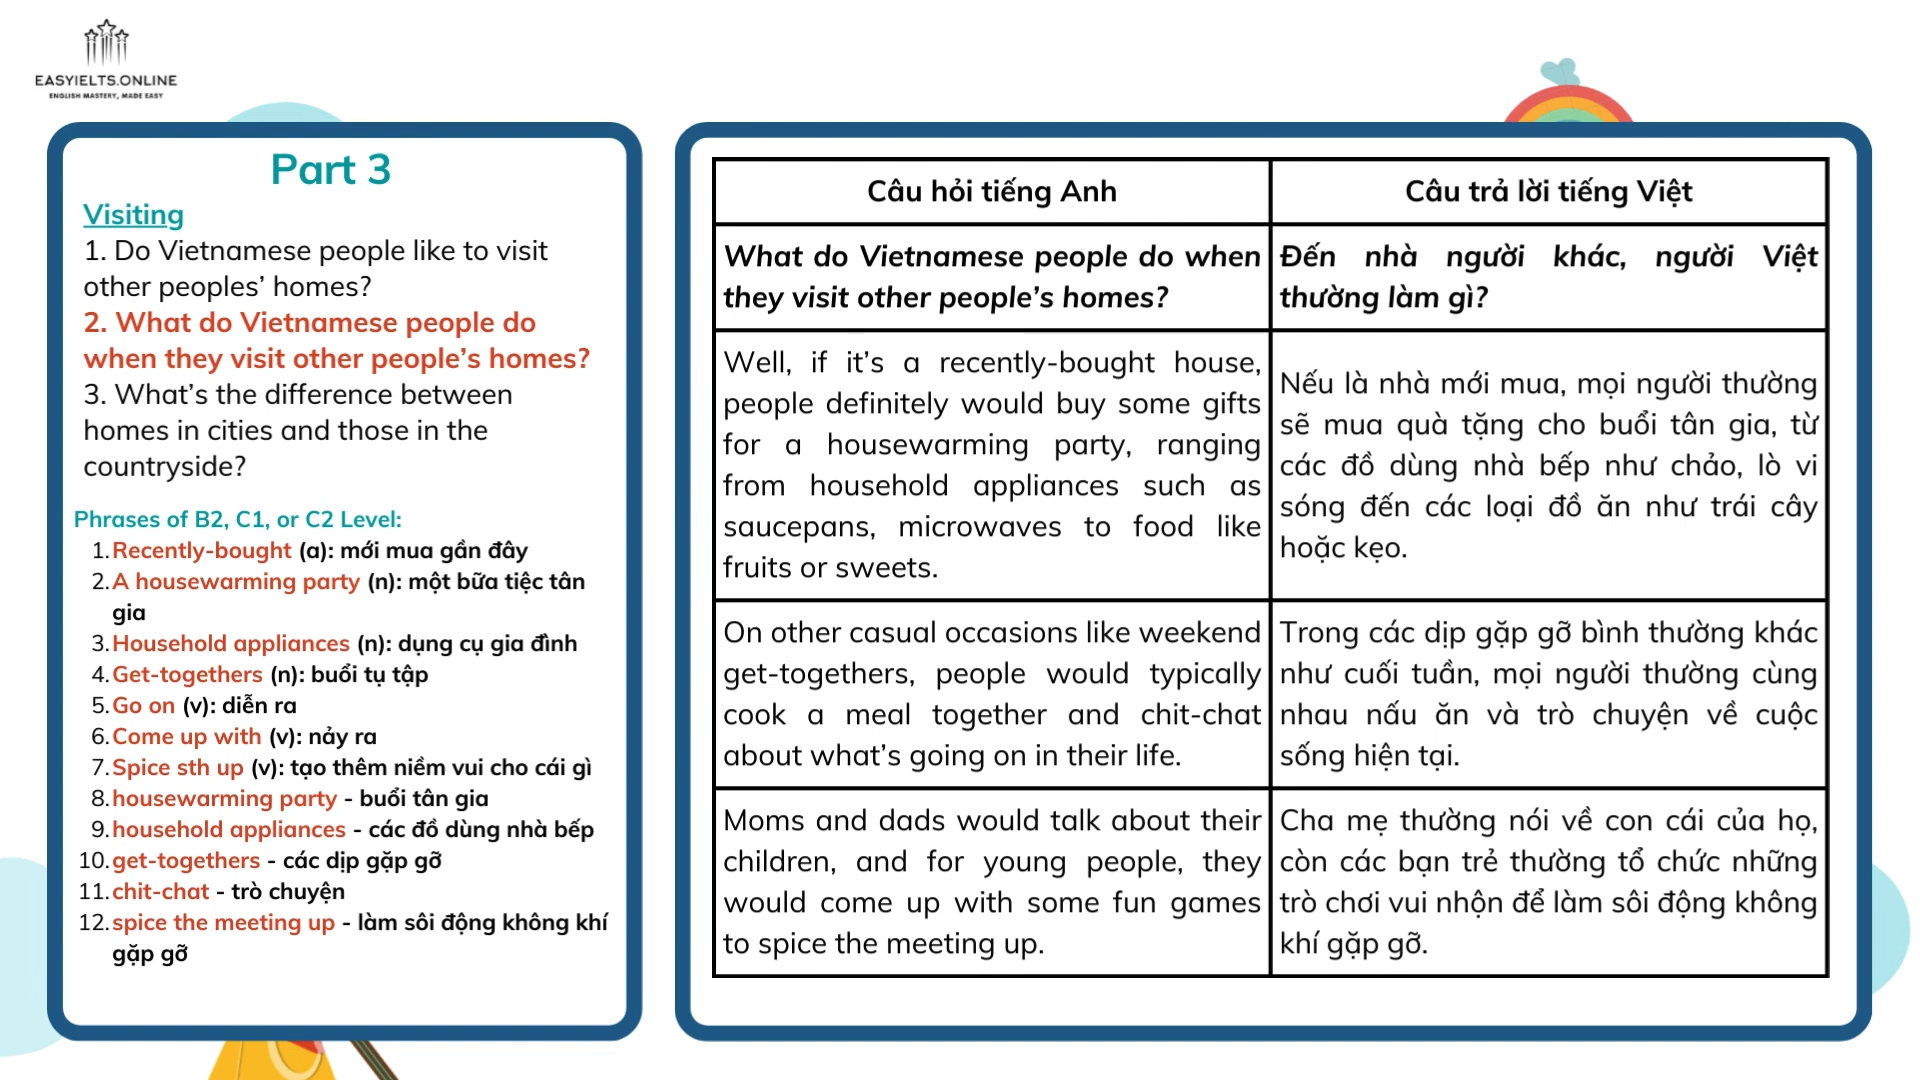 EASYIELTS.ONLINE
ENGLISH MASTERY, MADE EASY
Part 3
Visiting
1. Do Vietnamese people like to visit
other peoples’ homes?
2. What do Vietnamese people do
when they visit other people’s homes?
3. What’s the difference between
homes in cities and those in the
countryside?
Phrases of B2, C1, or C2 Level:
1. Recently-bought (a): mới mua gần đây
2. A housewarming party (n): một bữa tiệc tân
gia
3. Household appliances (n): dụng cụ gia đình
4. Get-togethers (n): buổi tụ tập
5. Go on (v): diễn ra
6. Come up with (v): nảy ra
7. Spice sth up (v): tạo thêm niềm vui cho cái gì
8. housewarming party - buổi tân gia
9. household appliances - các đồ dùng nhà bếp
10. get-togethers - các dịp gặp gỡ
11. chit-chat - trò chuyện
12. spice the meeting up - làm sôi động không khí
gặp gỡ
Câu hỏi tiếng Anh
Câu trả lời tiếng Việt
What do Vietnamese people do when
they visit other people’s homes?
Đến nhà người khác, người Việt
thường làm gì?
Well, if it’s a recently-bought house,
people definitely would buy some gifts
for a housewarming party, ranging
from household appliances such as
saucepans, microwaves to food like
fruits or sweets.
Nếu là nhà mới mua, mọi người thường
sẽ mua quà tặng cho buổi tân gia, từ
các đồ dùng nhà bếp như chảo, lò vi
sóng đến các loại đồ ăn như trái cây
hoặc kẹo.
On other casual occasions like weekend
get-togethers, people would typically
cook a meal together and chit-chat
about what’s going on in their life.
Trong các dịp gặp gỡ bình thường khác
như cuối tuần, mọi người thường cùng
nhau nấu ăn và trò chuyện về cuộc
sống hiện tại.
Moms and dads would talk about their
children, and for young people, they
would come up with some fun games
to spice the meeting up.
Cha mẹ thường nói về con cái của họ,
còn các bạn trẻ thường tổ chức những
trò chơi vui nhộn để làm sôi động không
khí gặp gỡ.